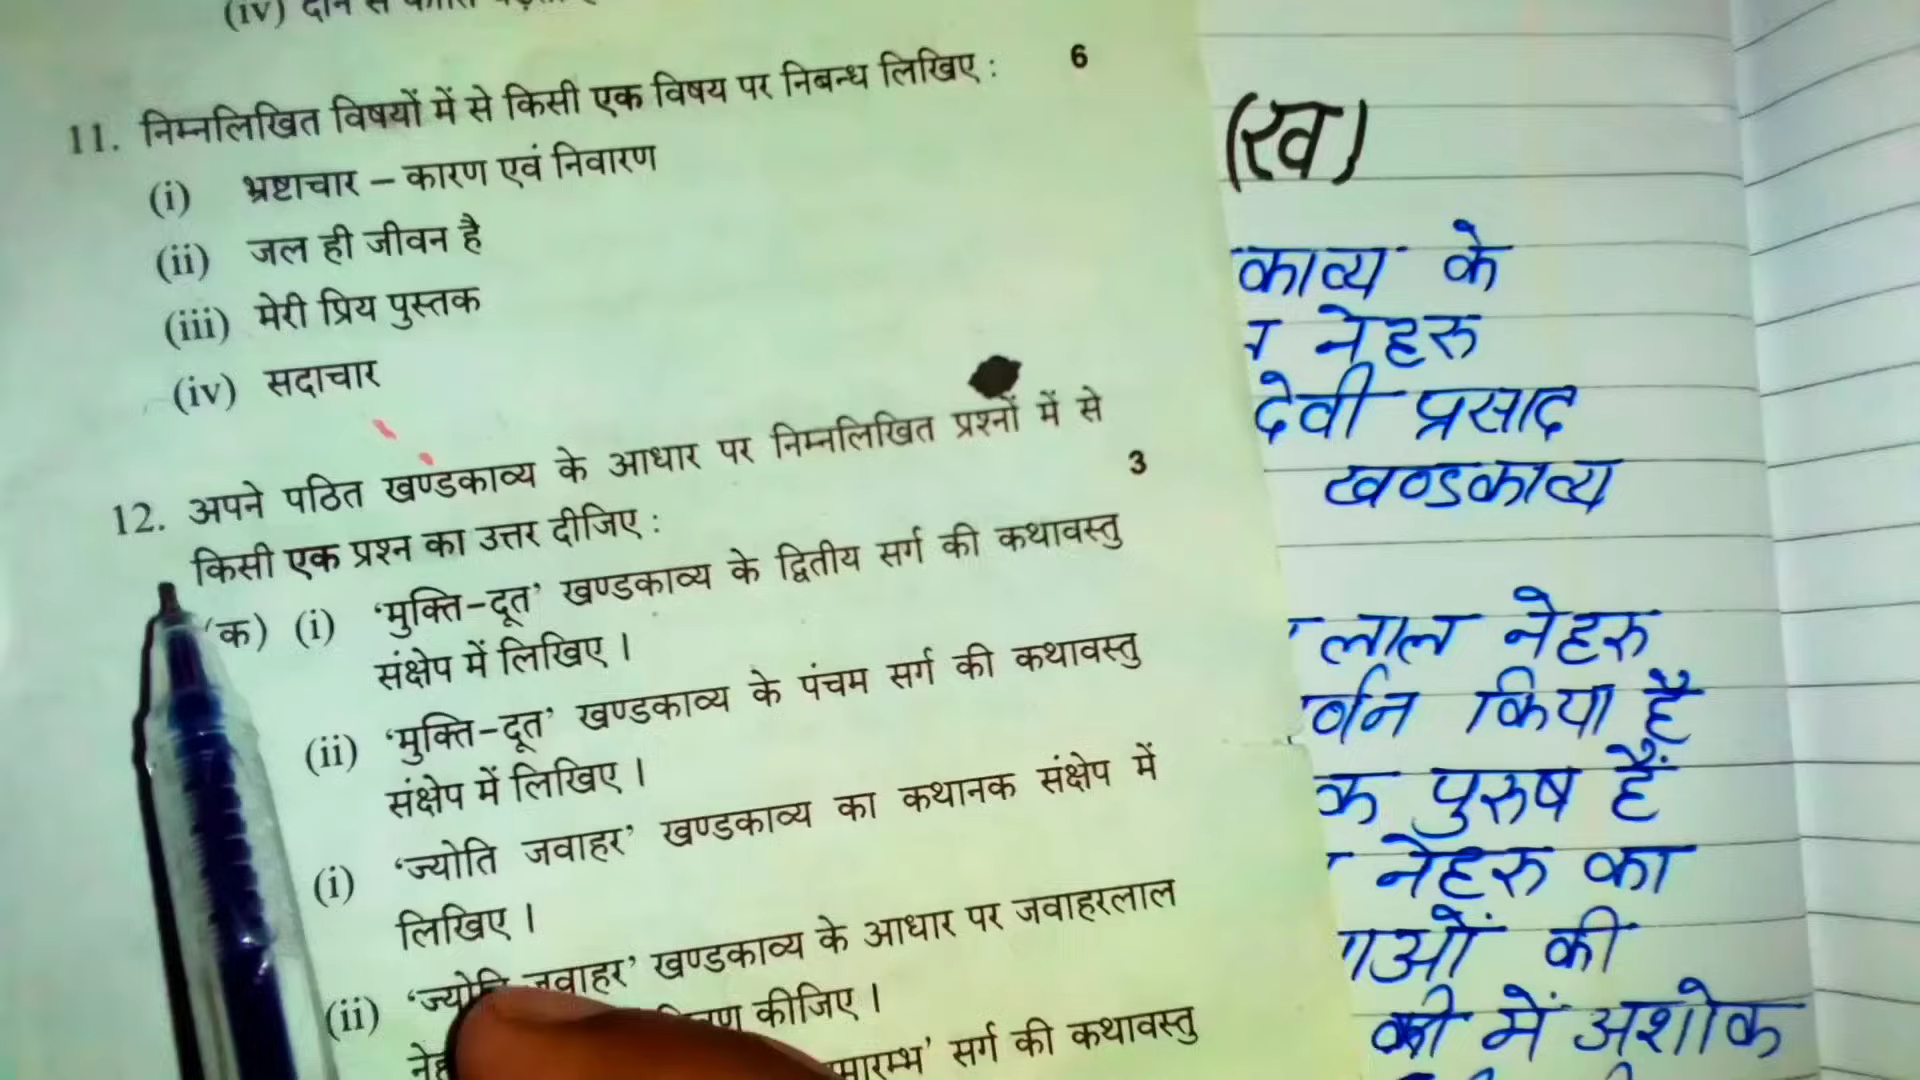 (iv) दान से
11. निम्नलिखित विषयों में से किसी एक विषय पर निबन्ध लिखिए : 6
(i) भ्रष्टाचार – कारण एवं निवारण
(ii) जल ही जीवन है
(iii) मेरी प्रिय पुस्तक
(iv) सदाचार
12. अपने पठित खण्डकाव्य के आधार पर निम्नलिखित प्रश्नों में से
किसी एक प्रश्न का उत्तर दीजिए : 3
(क) (i) ‘मुक्ति-दूत’ खण्डकाव्य के द्वितीय सर्ग की कथावस्तु
संक्षेप में लिखिए ।
(ii) ‘मुक्ति-दूत’ खण्डकाव्य के पंचम सर्ग की कथावस्तु
संक्षेप में लिखिए ।
(i) ‘ज्योति जवाहर’ खण्डकाव्य का कथानक संक्षेप में
लिखिए ।
(ii) ‘ज्योति जवाहर’ खण्डकाव्य के आधार पर जवाहरलाल
कीजिए ।
सर्ग की कथावस्तु
(ख)
काव्य के
नेहरु
देवी प्रसाद
खण्डकाव्य
लाल नेहरु
किया है
पुरुष हैं
नेहरु का
की
की में अशोक